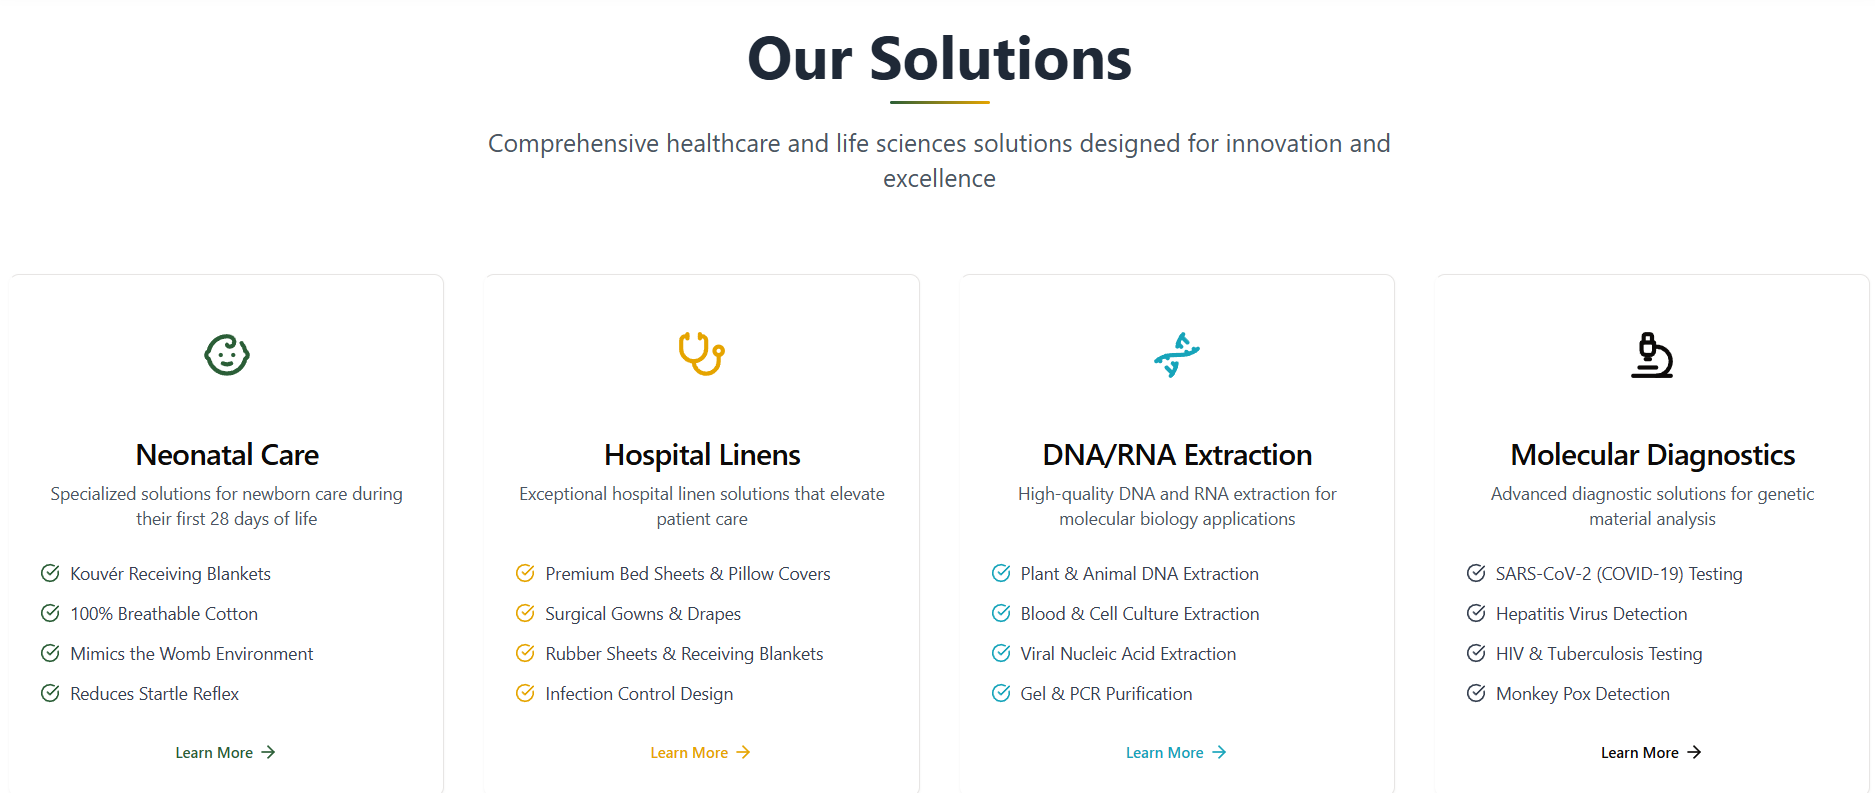 Our Solutions
Comprehensive healthcare and life sciences solutions designed for innovation and
excellence
Neonatal Care
Specialized solutions for newborn care during
their first 28 days of life
Kouvér Receiving Blankets
100% Breathable Cotton
Mimics the Womb Environment
Reduces Startle Reflex
Learn More
Hospital Linens
Exceptional hospital linen solutions that elevate
patient care
Premium Bed Sheets & Pillow Covers
Surgical Gowns & Drapes
Rubber Sheets & Receiving Blankets
Infection Control Design
Learn More
DNA/RNA Extraction
High-quality DNA and RNA extraction for
molecular biology applications
Plant & Animal DNA Extraction
Blood & Cell Culture Extraction
Viral Nucleic Acid Extraction
Gel & PCR Purification
Learn More
Molecular Diagnostics
Advanced diagnostic solutions for genetic
material analysis
SARS-CoV-2 (COVID-19) Testing
Hepatitis Virus Detection
HIV & Tuberculosis Testing
Monkey Pox Detection
Learn More